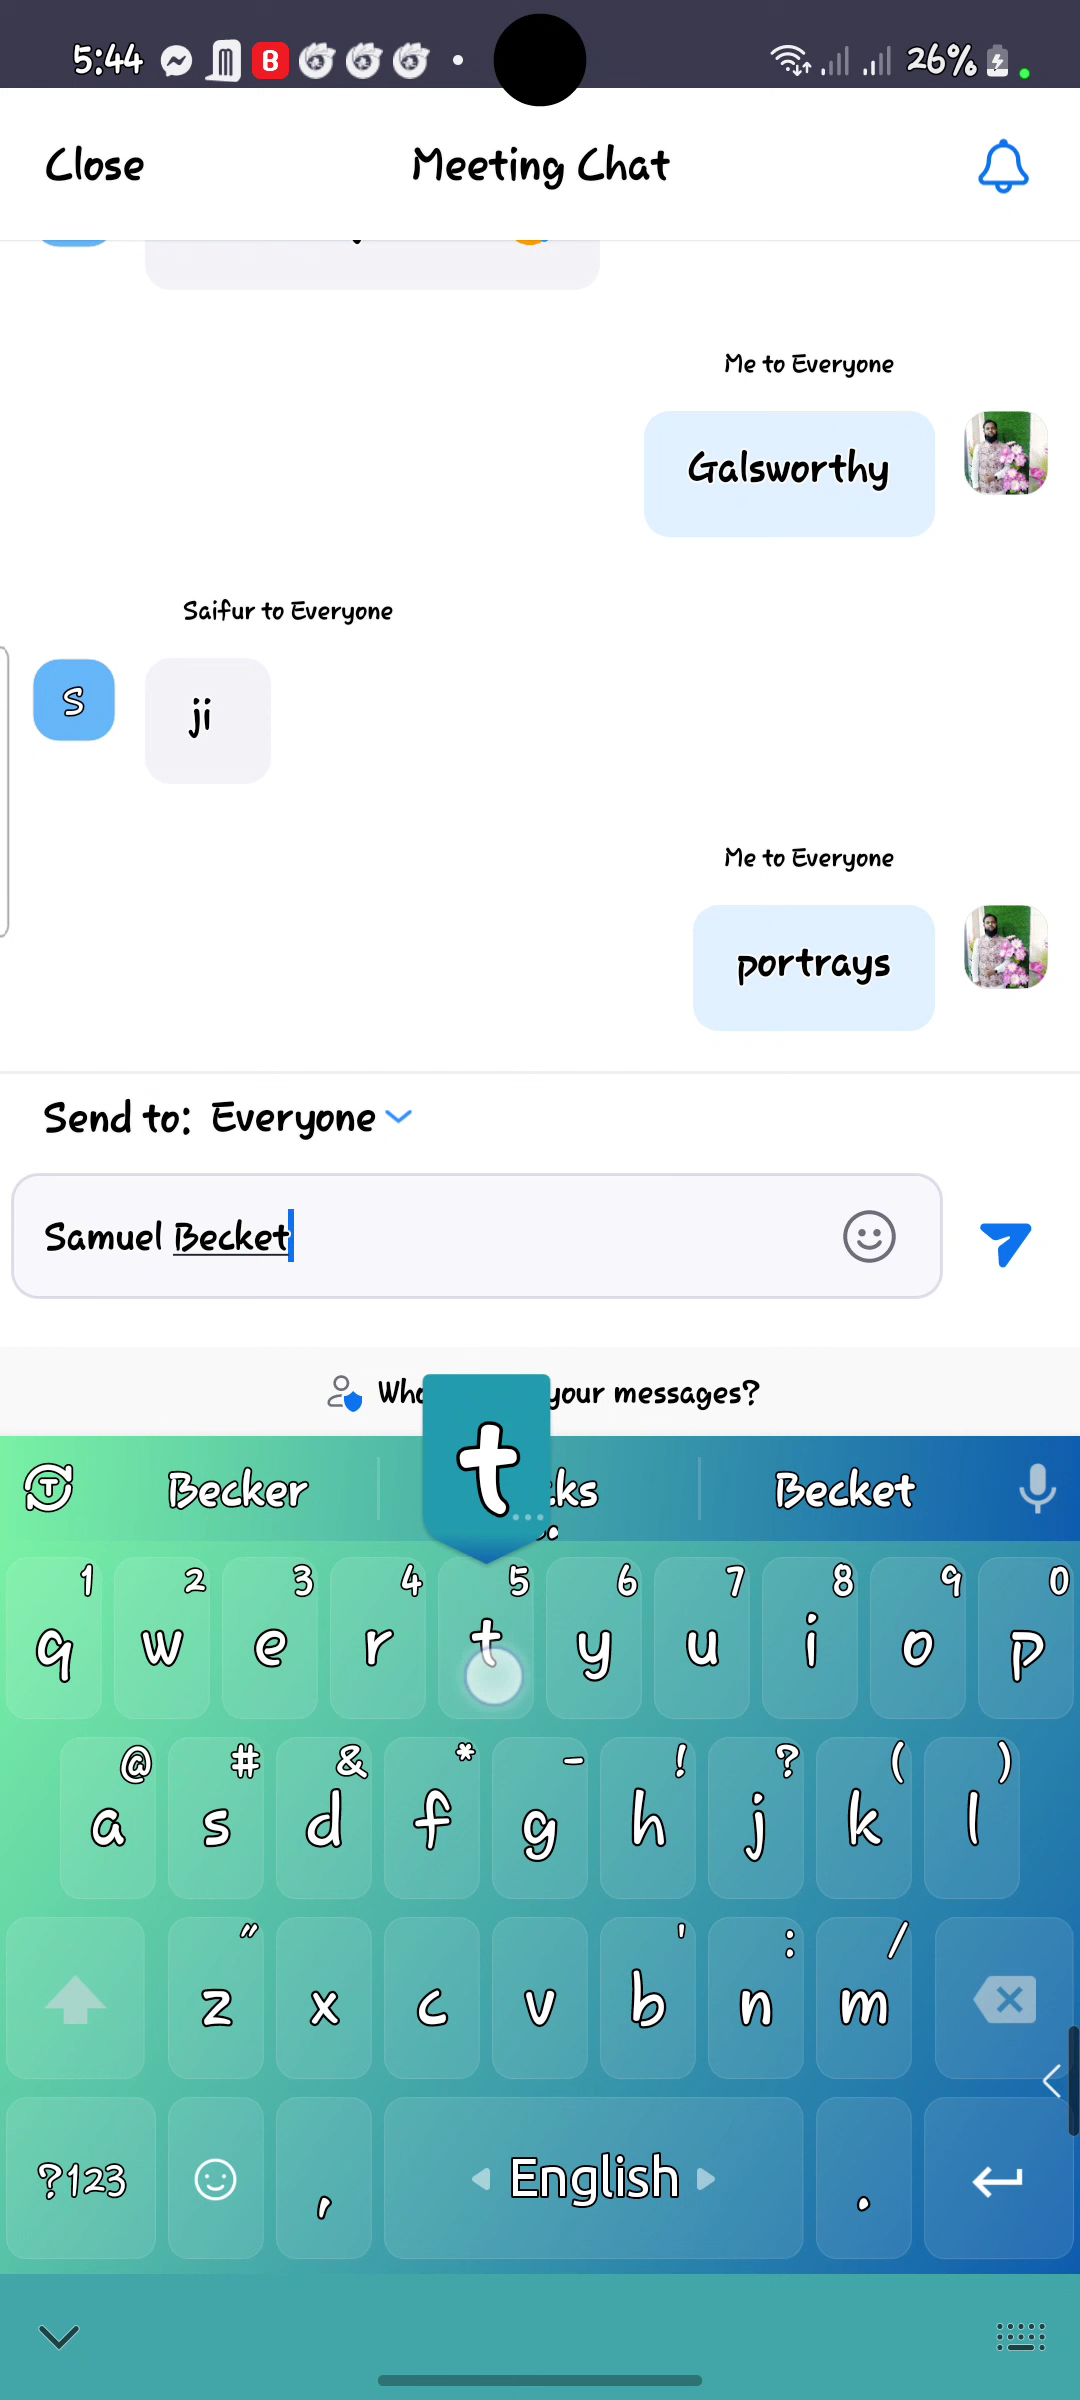 5:44 B 26%
Close Meeting Chat
Me to Everyone
Galsworthy
Saifur to Everyone
S ji
Me to Everyone
portrays
Send to: Everyone
Samuel Becket
your messages?
t
Becker Becket
1 2 3 4 5 6 7 8 9 0
q w e r t y u i o p
@ # & * - ! ? ( )
a s d f g h j k l
" ' : /
z x c v b n m
?123 , English .